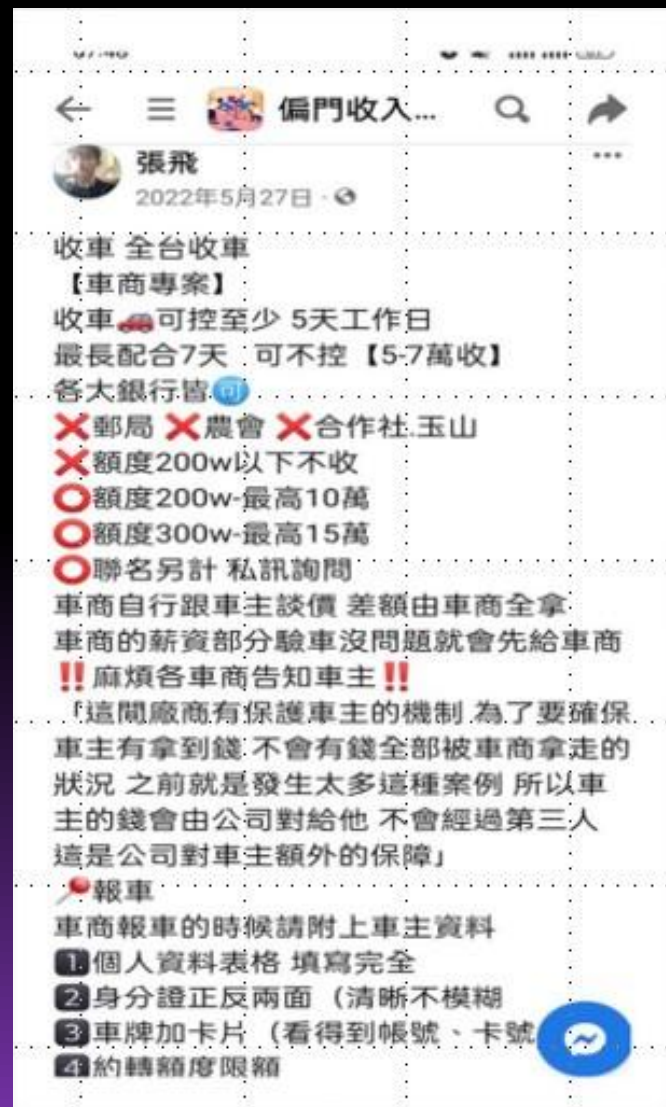 偏門收入...
張飛
2022年5月27日
收車 全台收車
【車商專案】
收車🚗可控至少 5天工作日
最長配合7天 可不控【5-7萬收】
各大銀行皆🉑
❌郵局 ❌農會 ❌合作社.玉山
❌額度200w以下不收
⭕額度200w-最高10萬
⭕額度300w-最高15萬
⭕聯名另計 私訊詢問
車商自行跟車主談價 差額由車商全拿
車商的薪資部分驗車沒問題就會先給車商
‼️麻煩各車商告知車主‼️
「這間廠商有保護車主的機制 為了要確保
車主有拿到錢 不會有錢全部被車商拿走的
狀況 之前就是發生太多這種案例 所以車
主的錢會由公司對給他 不會經過第三人
這是公司對車主額外的保障」
📍報車
車商報車的時候請附上車主資料
1️⃣個人資料表格 填寫完全
2️⃣身分證正反兩面（清晰不模糊
3️⃣車牌加卡片（看得到帳號、卡號
4️⃣約轉額度限額